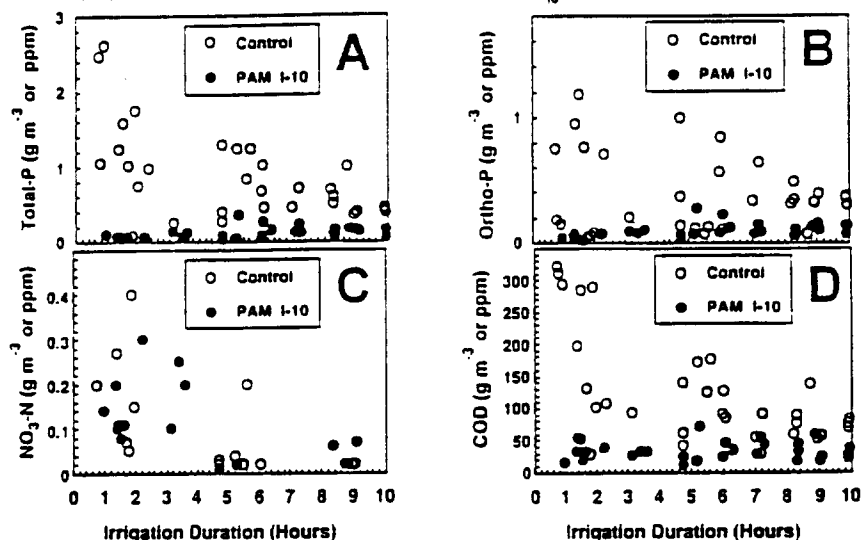 Total-P (g m⁻³ or ppm)
3
2
1
0
Control
PAM I-10
A
Ortho-P (g m⁻³ or ppm)
1
0
Control
PAM I-10
B
NO₃-N (g m⁻³ or ppm)
0.4
0.3
0.2
0.1
0
Control
PAM I-10
C
0 1 2 3 4 5 6 7 8 9 10
Irrigation Duration (Hours)
COD (g m⁻³ or ppm)
300
250
200
150
100
50
0
Control
PAM I-10
D
0 1 2 3 4 5 6 7 8 9 10
Irrigation Duration (Hours)